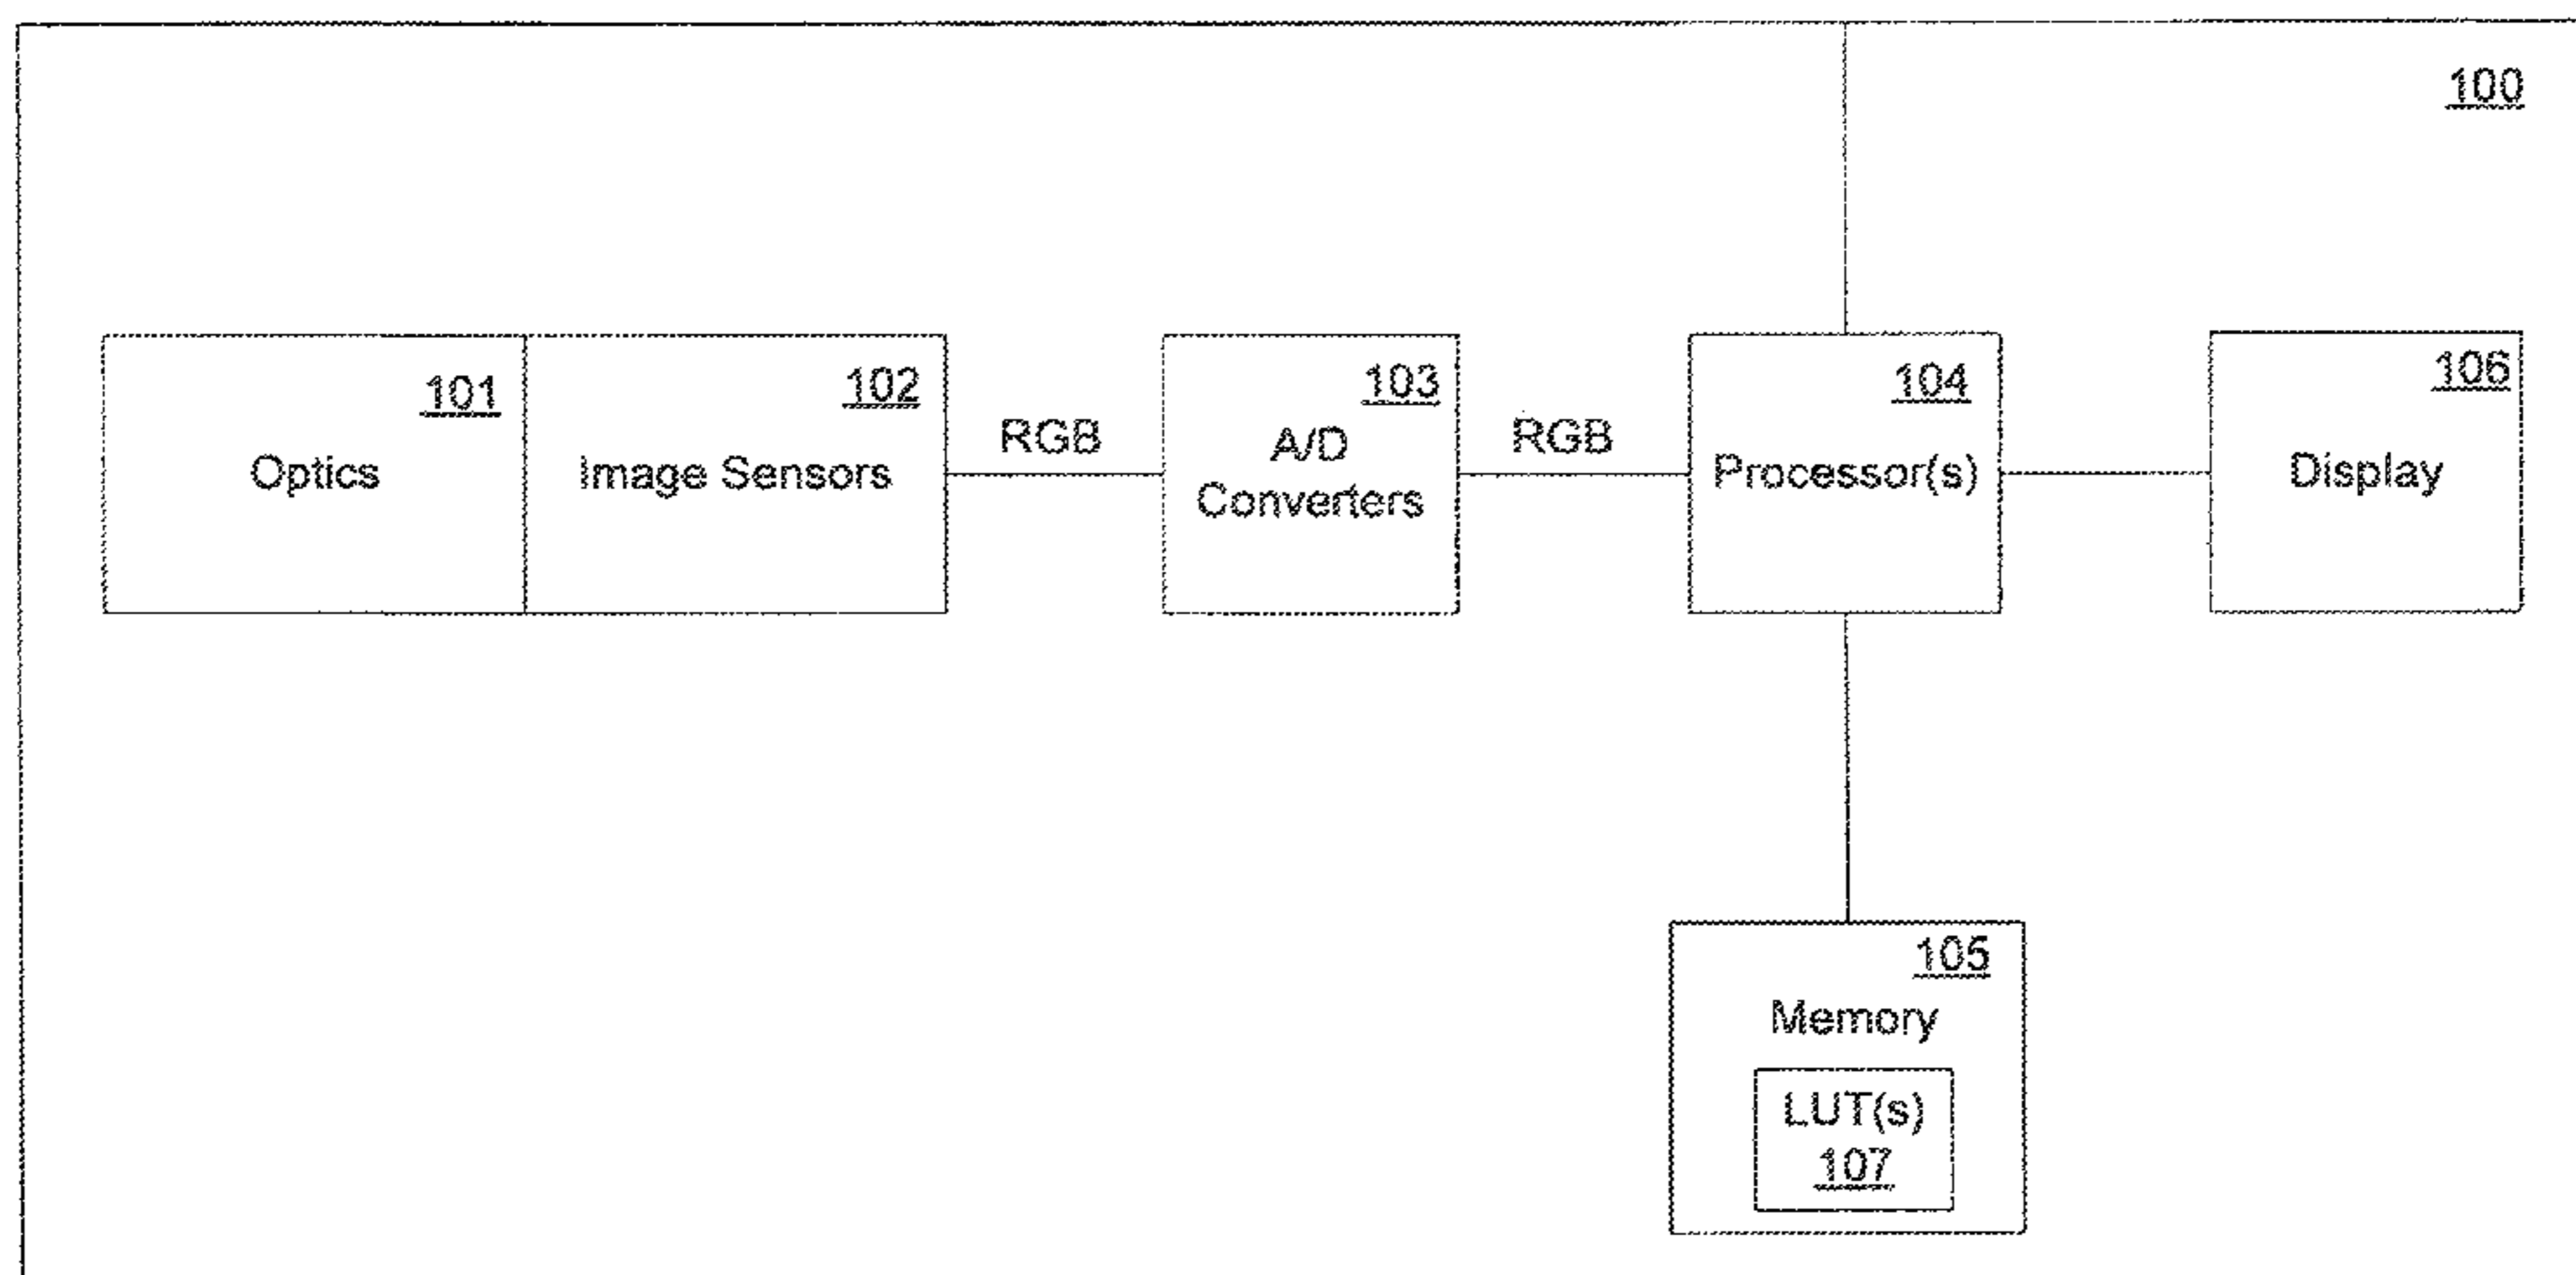 100
101
Optics
102
Image Sensors
RGB
103
A/D
Converters
RGB
104
Processor(s)
106
Display
105
Memory
LUT(s)
107